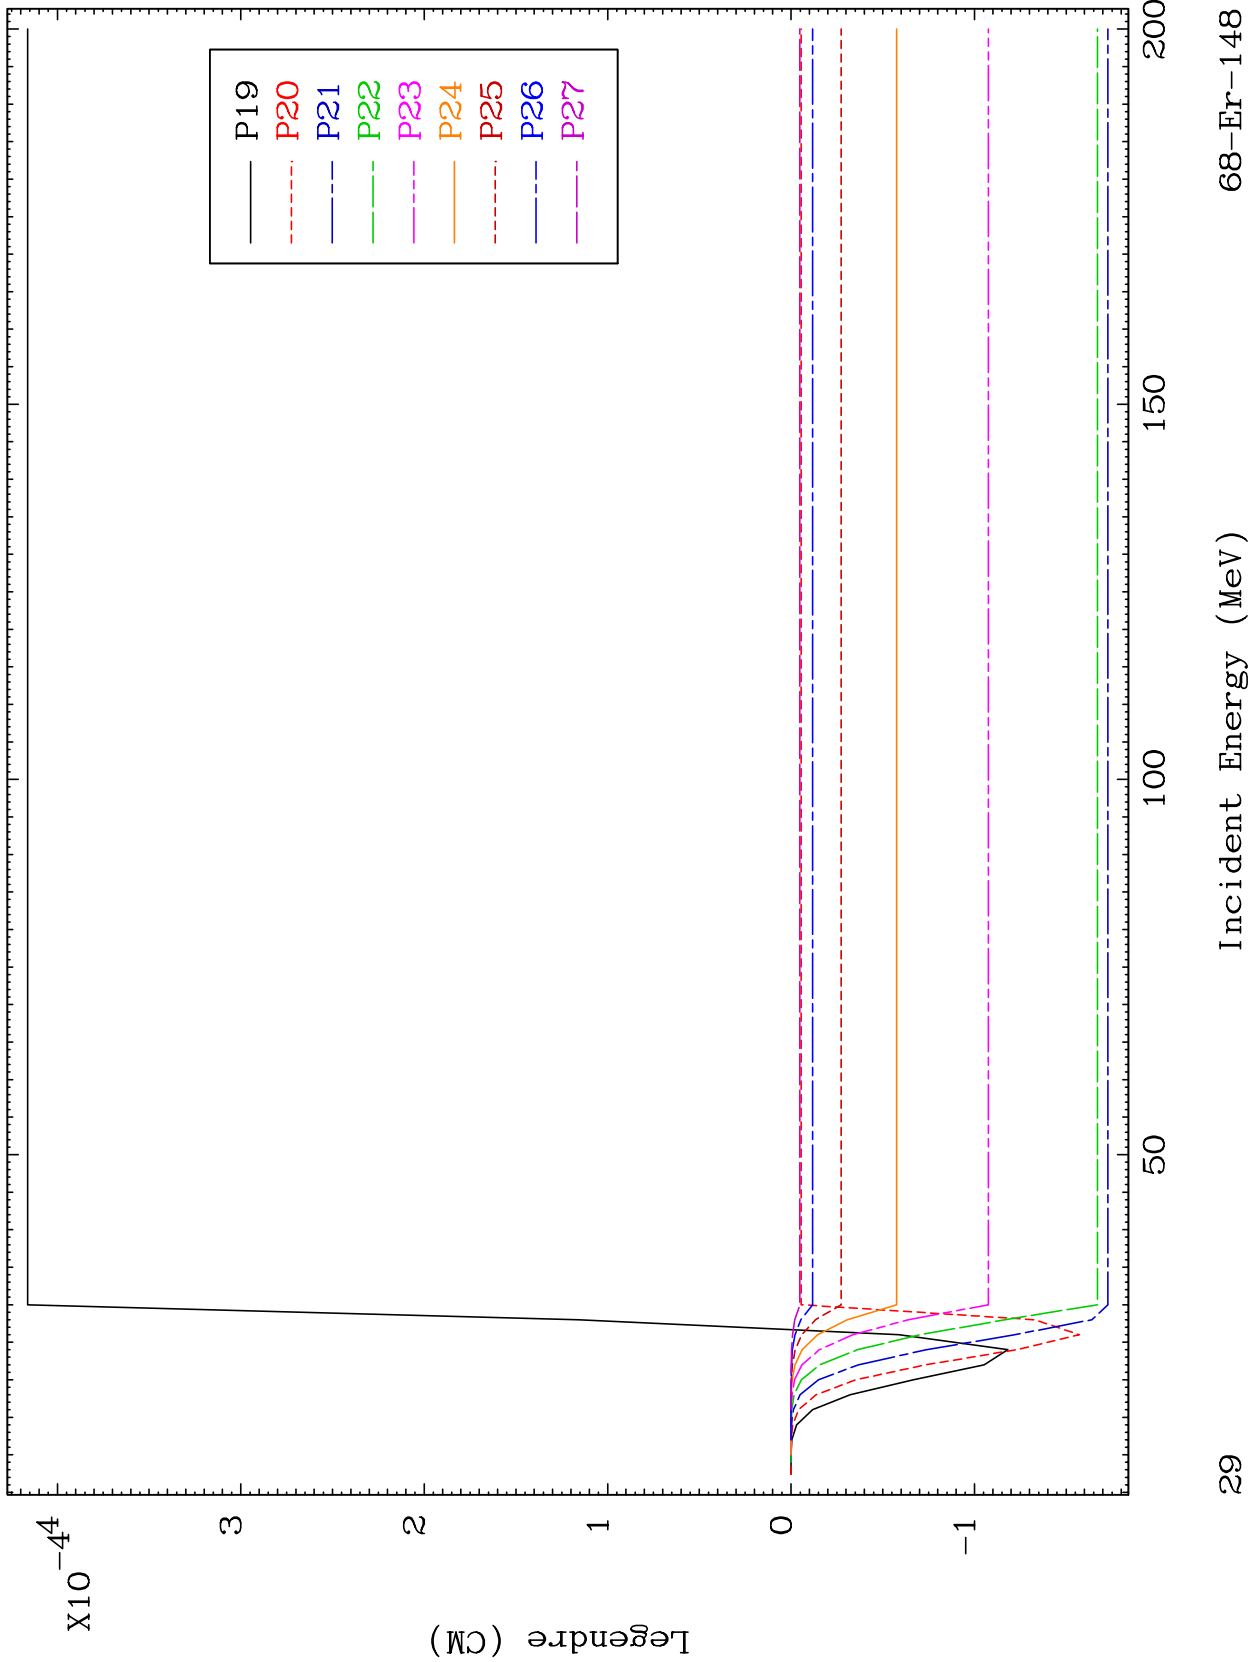 X10
-4
4
3
2
1
0
-1
Legendre (CM)
P19
P20
P21
P22
P23
P24
P25
P26
P27
50
100
150
200
Incident Energy (MeV)
29
68-Er-148